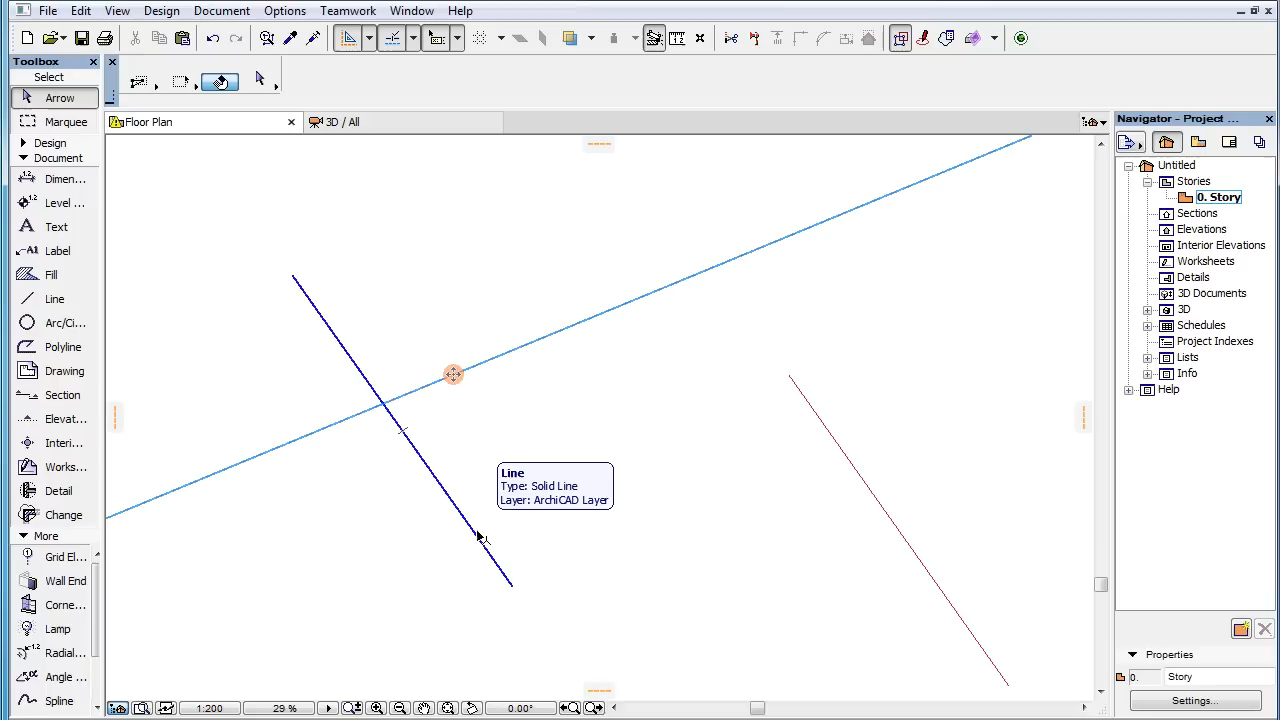 File Edit View Design Document Options Teamwork Window Help
Toolbox
Select
Arrow
Marquee
Design
Document
Dimen...
Level ...
Text
Label
Fill
Line
Arc/Ci...
Polyline
Drawing
Section
Elevat...
Interi...
Works...
Detail
Change
More
Grid El...
Wall End
Corne...
Lamp
Radial...
Angle ...
Spline
Floor Plan
3D / All
Line
Type: Solid Line
Layer: ArchiCAD Layer
1:200
29 %
0.00°
Navigator - Project ...
Untitled
Stories
0. Story
Sections
Elevations
Interior Elevations
Worksheets
Details
3D Documents
3D
Schedules
Project Indexes
Lists
Info
Help
Properties
0. Story
Settings...